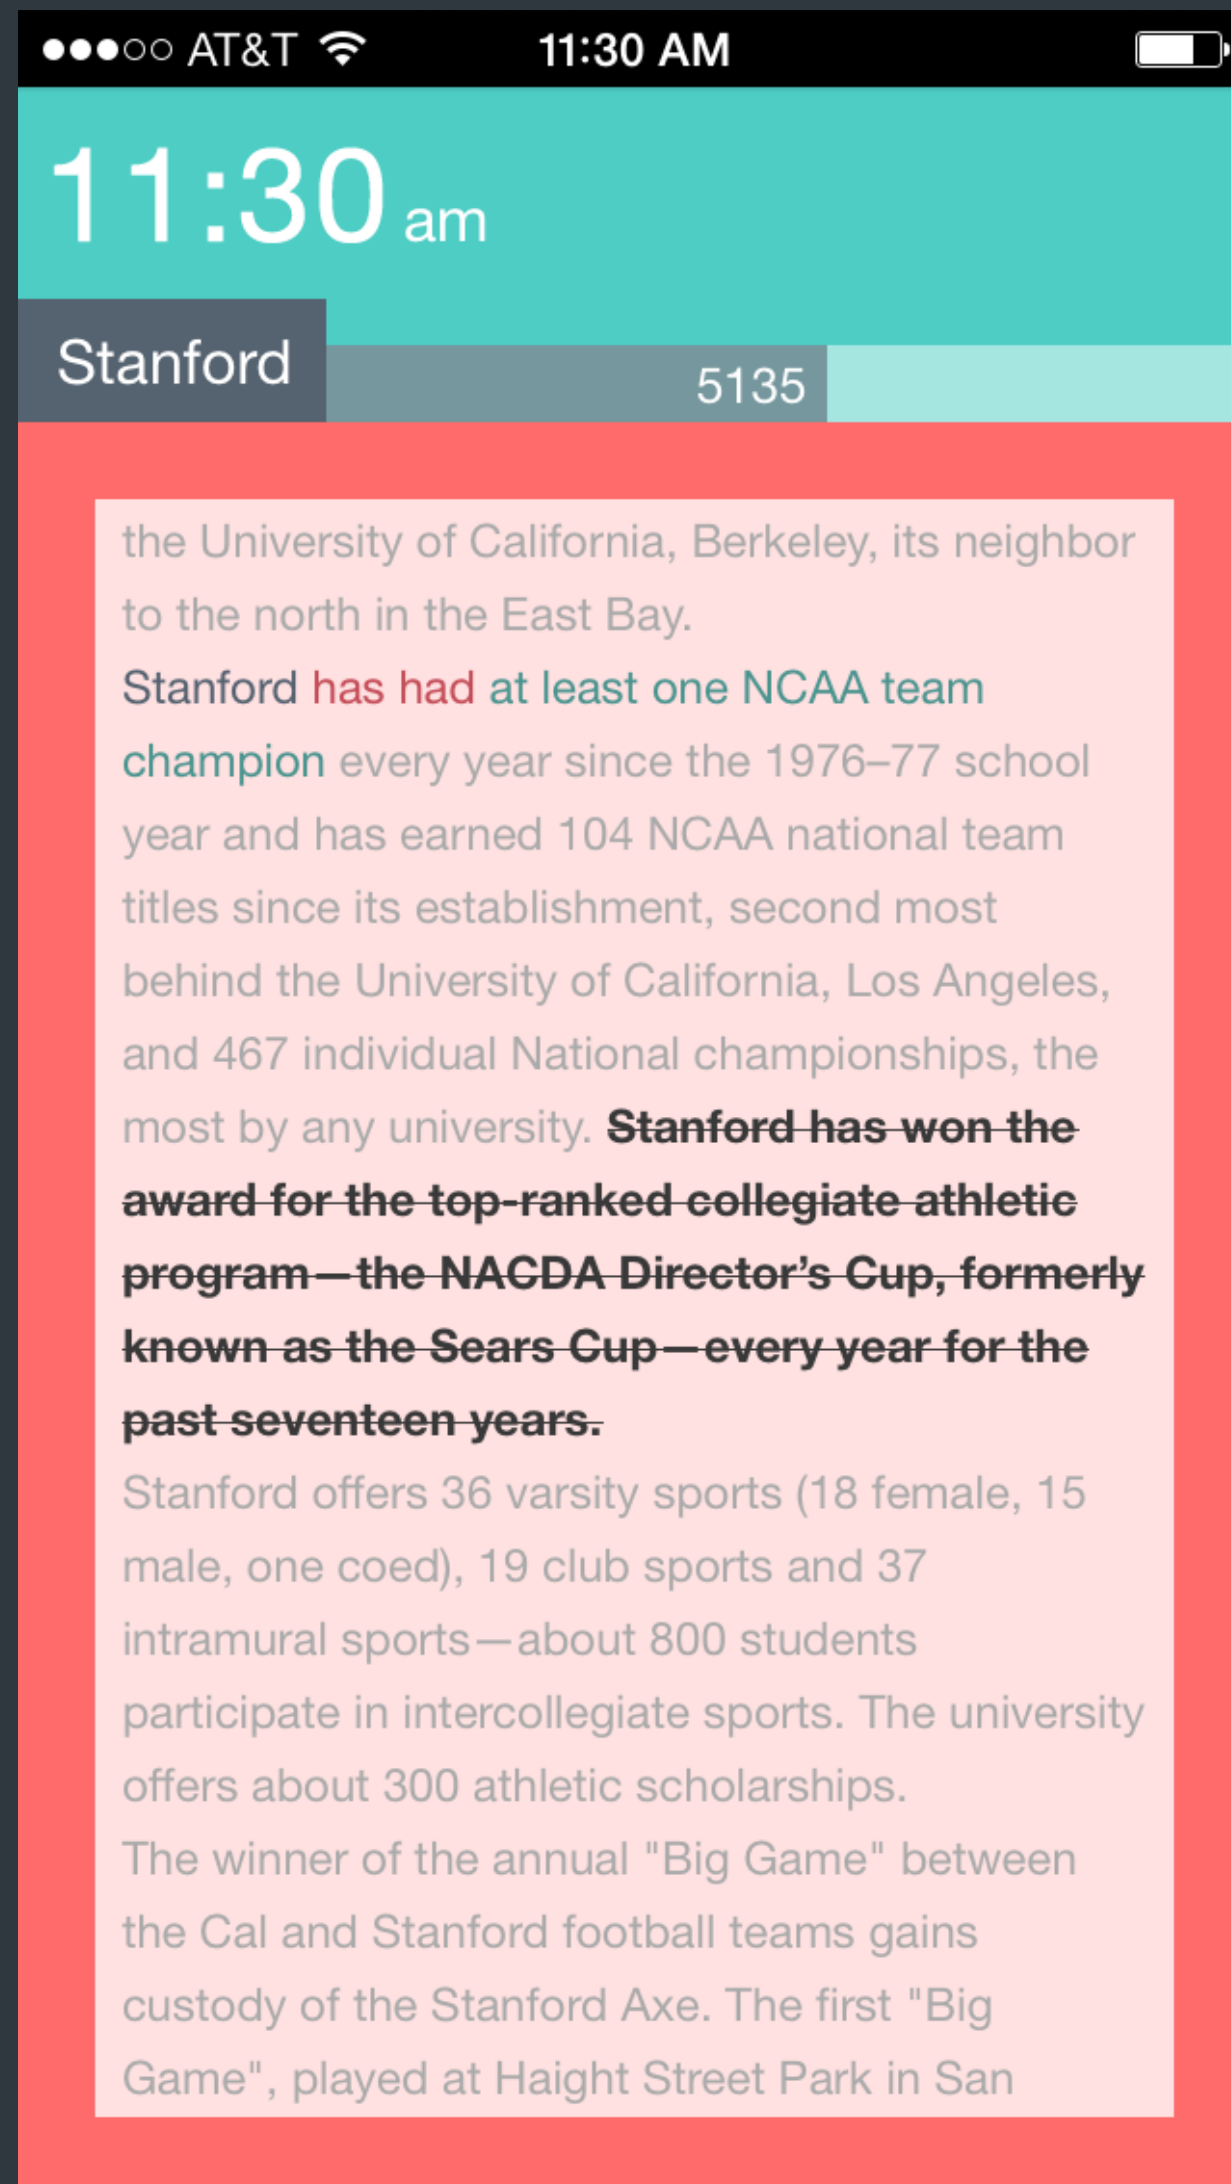 AT&T 11:30 AM
11:30 am
Stanford
5135
the University of California, Berkeley, its neighbor
to the north in the East Bay.
Stanford has had at least one NCAA team
champion every year since the 1976–77 school
year and has earned 104 NCAA national team
titles since its establishment, second most
behind the University of California, Los Angeles,
and 467 individual National championships, the
most by any university. Stanford has won the
award for the top-ranked collegiate athletic
program—the NACDA Director’s Cup, formerly
known as the Sears Cup—every year for the
past seventeen years.
Stanford offers 36 varsity sports (18 female, 15
male, one coed), 19 club sports and 37
intramural sports—about 800 students
participate in intercollegiate sports. The university
offers about 300 athletic scholarships.
The winner of the annual "Big Game" between
the Cal and Stanford football teams gains
custody of the Stanford Axe. The first "Big
Game", played at Haight Street Park in San